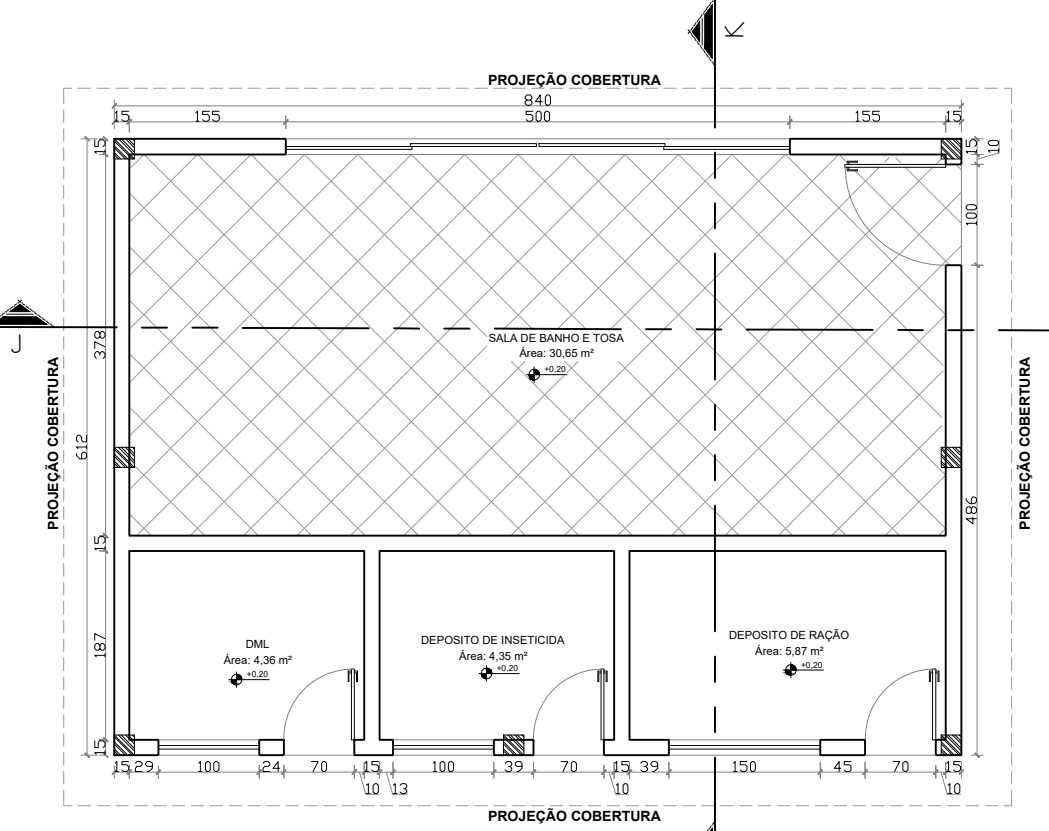 K
PROJEÇÃO COBERTURA
840
15 155 500 155 15
15
15
10
100
J
378
SALA DE BANHO E TOSA
Área: 30,65 m²
+0,20
PROJEÇÃO COBERTURA
612
PROJEÇÃO COBERTURA
486
15
187
DML
Área: 4,36 m²
+0,20
DEPOSITO DE INSETICIDA
Área: 4,35 m²
+0,20
DEPOSITO DE RAÇÃO
Área: 5,87 m²
+0,20
15
15 29 100 24 70 15 100 39 70 15 39 150 45 70 15
10 13 10 10
PROJEÇÃO COBERTURA